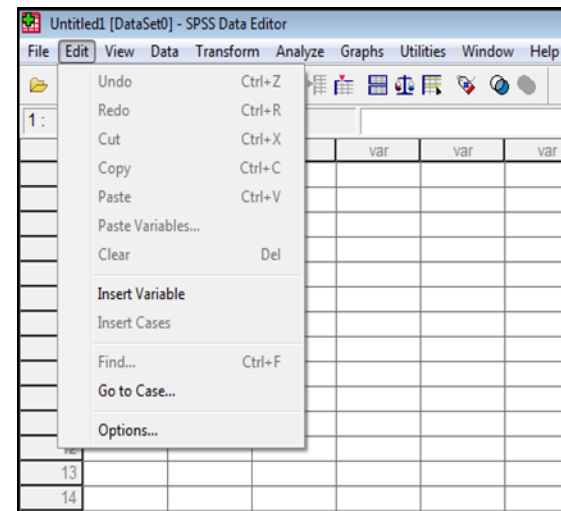 Untitled1 [DataSet0] - SPSS Data Editor
File Edit View Data Transform Analyze Graphs Utilities Window Help
1 :
var var var
Undo Ctrl+Z
Redo Ctrl+R
Cut Ctrl+X
Copy Ctrl+C
Paste Ctrl+V
Paste Variables...
Clear Del
Insert Variable
Insert Cases
Find... Ctrl+F
Go to Case...
Options...
12
13
14